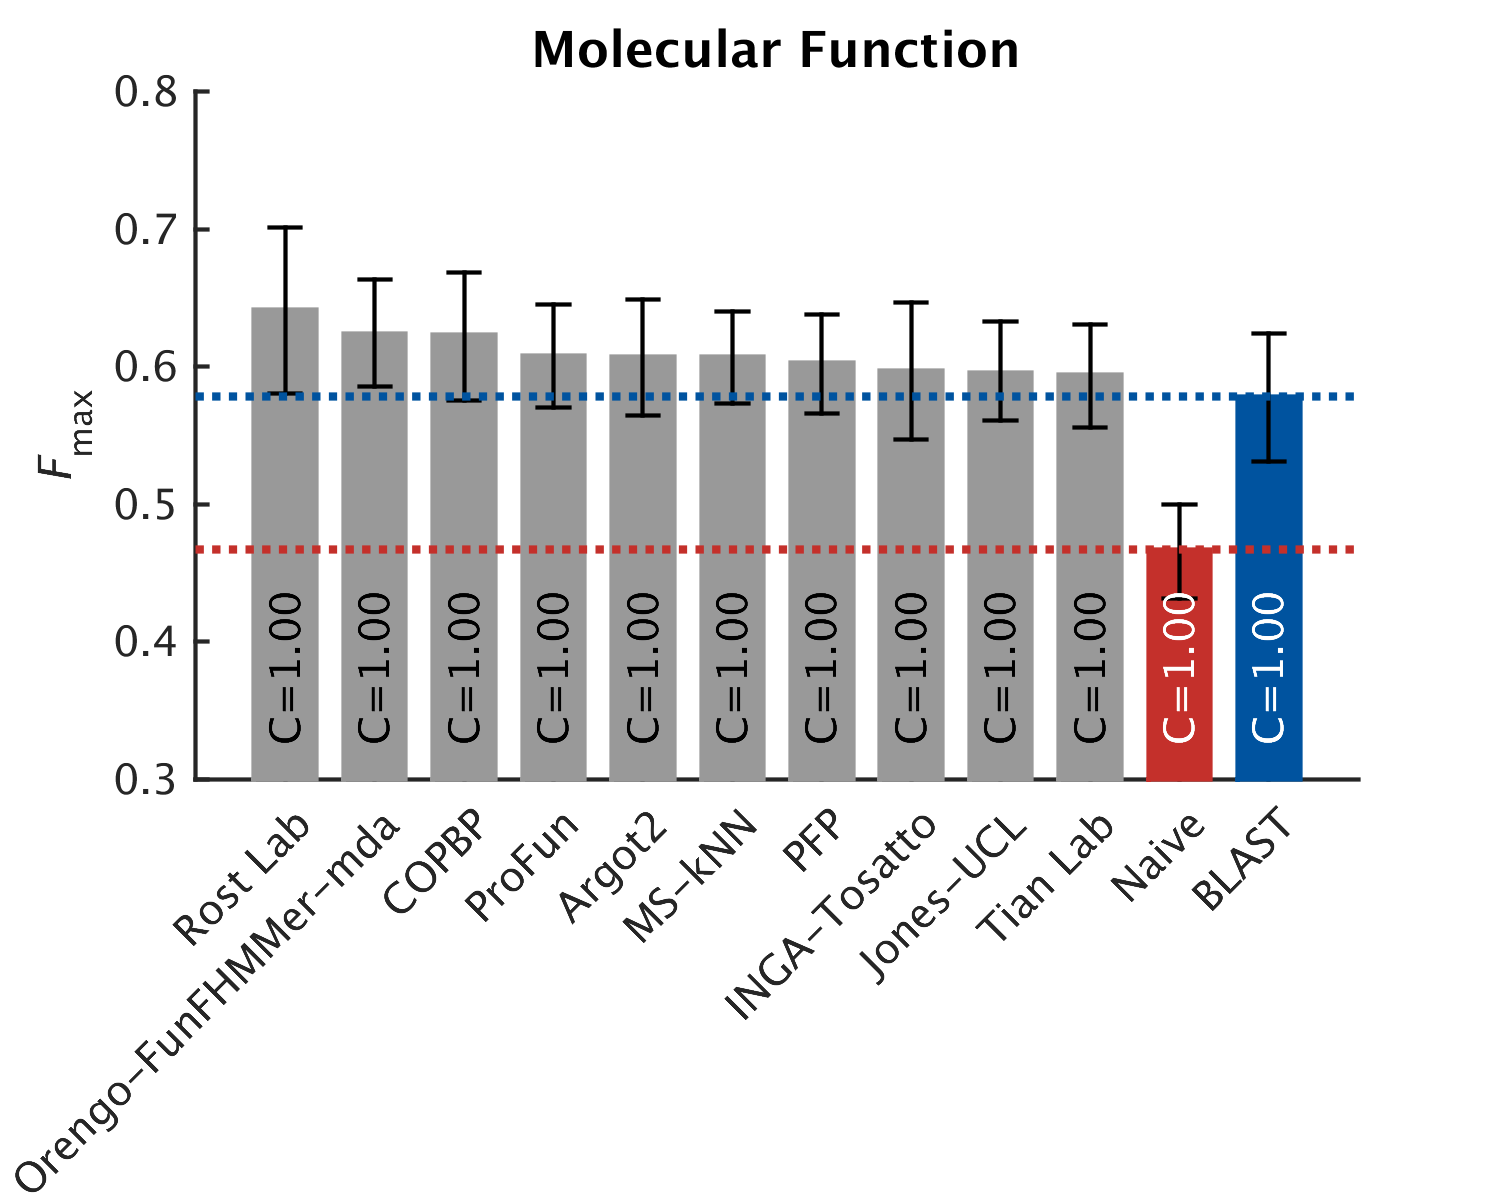 Molecular Function
0.8
0.7
0.6
0.5
0.4
0.3
Fmax
C=1.00
C=1.00
C=1.00
C=1.00
C=1.00
C=1.00
C=1.00
C=1.00
C=1.00
C=1.00
C=1.00
C=1.00
Rost Lab
Orengo-FunFHMMer-mda
COPBP
ProFun
Argot2
MS-kNN
PFP
INGA-Tosatto
Jones-UCL
Tian Lab
Naive
BLAST